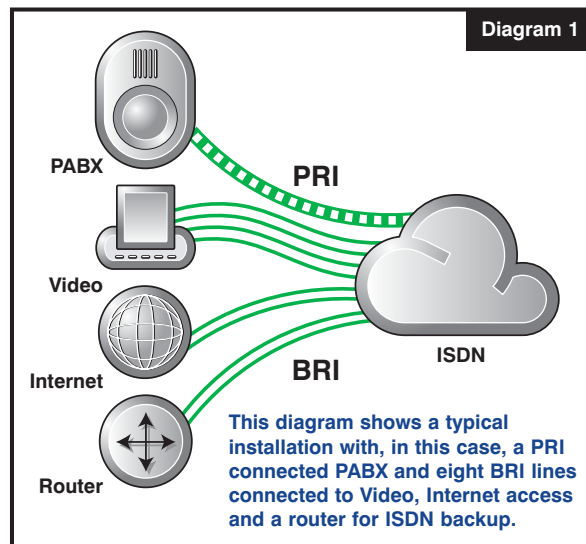 Diagram 1
PABX
PRI
Video
ISDN
Internet
BRI
Router
This diagram shows a typical
installation with, in this case, a PRI
connected PABX and eight BRI lines
connected to Video, Internet access
and a router for ISDN backup.